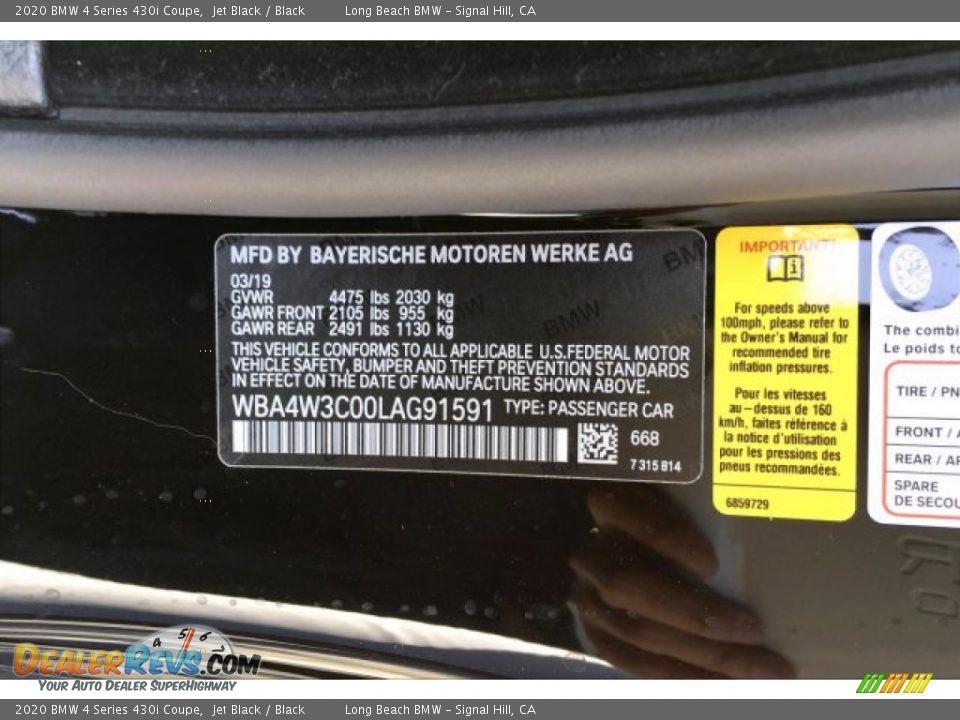 2020 BMW 4 Series 430i Coupe, Jet Black / Black Long Beach BMW - Signal Hill, CA
MFD BY BAYERISCHE MOTOREN WERKE AG
03/19
GVWR 4475 lbs 2030 kg
GAWR FRONT 2105 lbs 955 kg
GAWR REAR 2491 lbs 1130 kg
THIS VEHICLE CONFORMS TO ALL APPLICABLE U.S.FEDERAL MOTOR
VEHICLE SAFETY, BUMPER AND THEFT PREVENTION STANDARDS
IN EFFECT ON THE DATE OF MANUFACTURE SHOWN ABOVE.
WBA4W3C00LAG91591 TYPE: PASSENGER CAR
668
7315814
BMW
BMW
IMPORTANT!
For speeds above
100mph, please refer to
the Owner's Manual for
recommended tire
inflation pressures.
Pour les vitesses
au-dessus de 160
km/h, faites référence à
la notice d'utilisation
pour les pressions des
pneus recommandées.
6859729
The combi
Le poids to
TIRE / PN
FRONT / A
REAR / AR
SPARE
DE SECOU
4 5 6 7
DEALERREVS.COM
YOUR AUTO DEALER SUPERHIGHWAY
2020 BMW 4 Series 430i Coupe, Jet Black / Black Long Beach BMW - Signal Hill, CA